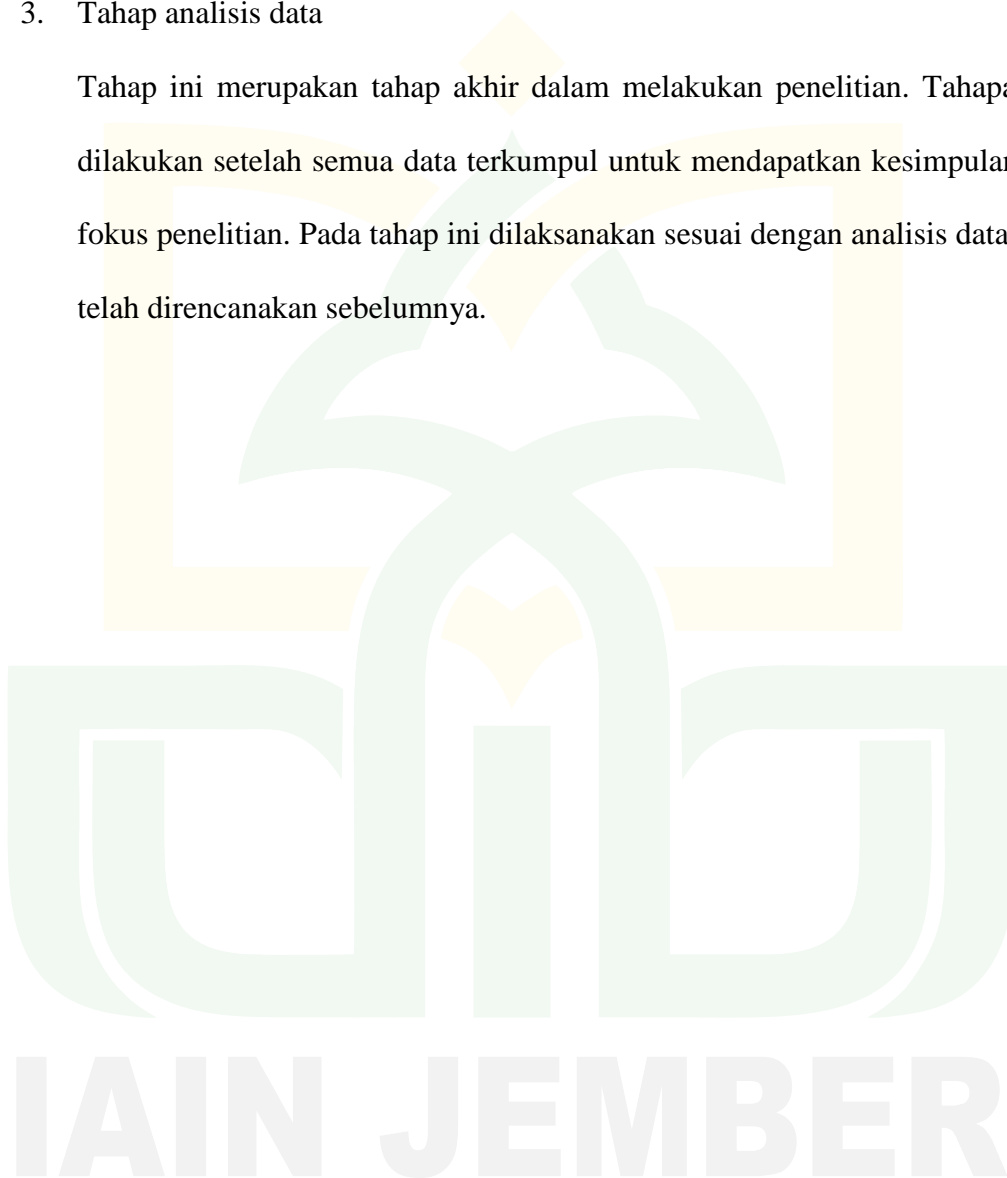 3. Tahap analisis data
Tahap ini merupakan tahap akhir dalam melakukan penelitian.
dilakukan setelah semua data terkumpul untuk mendapatkan kesimpulan
fokus penelitian. Pada tahap ini dilaksanakan sesuai dengan analisis data
telah direncanakan sebelumnya.
IAIN JEMBER